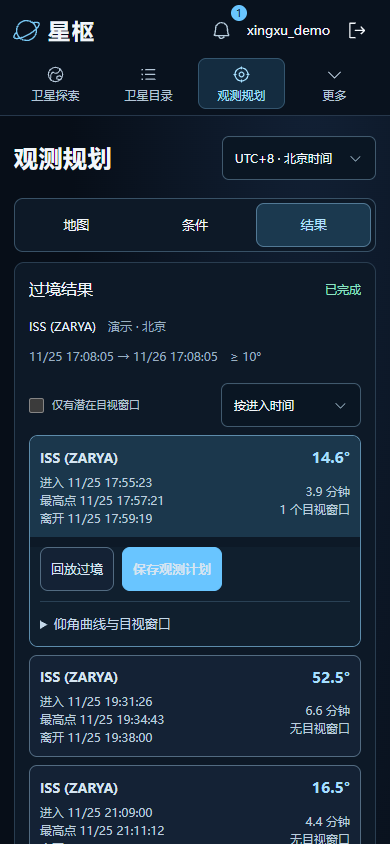 星枢
1
xingxu_demo
卫星探索
卫星目录
观测规划
更多
观测规划
UTC+8 · 北京时间
地图
条件
结果
过境结果
已完成
ISS (ZARYA) 演示 · 北京
11/25 17:08:05 → 11/26 17:08:05 ≥ 10°
仅有潜在目视窗口
按进入时间
ISS (ZARYA)
14.6°
进入 11/25 17:55:23
最高点 11/25 17:57:21
离开 11/25 17:59:19
3.9 分钟
1 个目视窗口
回放过境
保存观测计划
仰角曲线与目视窗口
ISS (ZARYA)
52.5°
进入 11/25 19:31:26
最高点 11/25 19:34:43
离开 11/25 19:38:00
6.6 分钟
无目视窗口
ISS (ZARYA)
16.5°
进入 11/25 21:09:00
最高点 11/25 21:11:12
4.4 分钟
无目视窗口